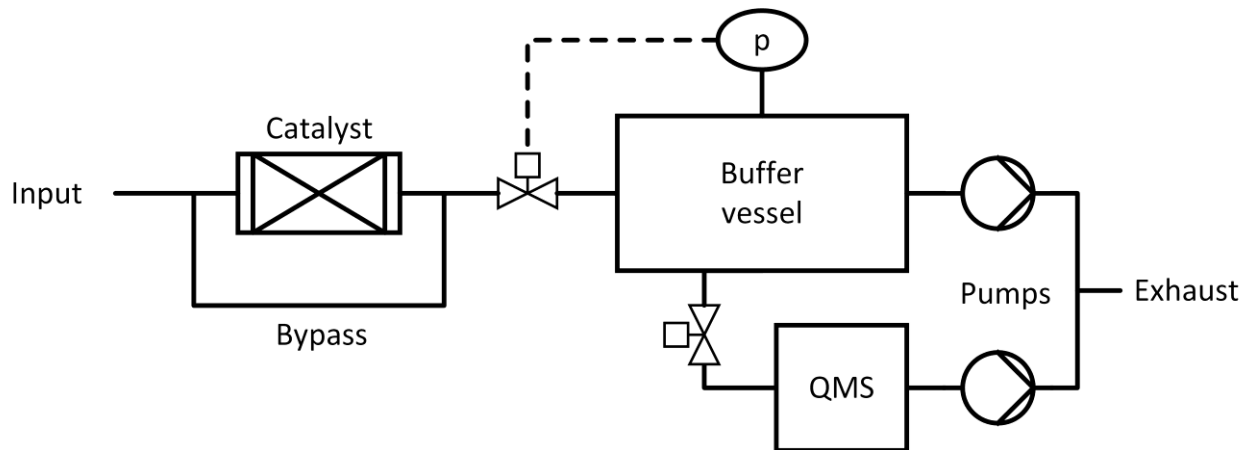 p
Catalyst
Input
Buffer
vessel
Bypass
Pumps
Exhaust
QMS